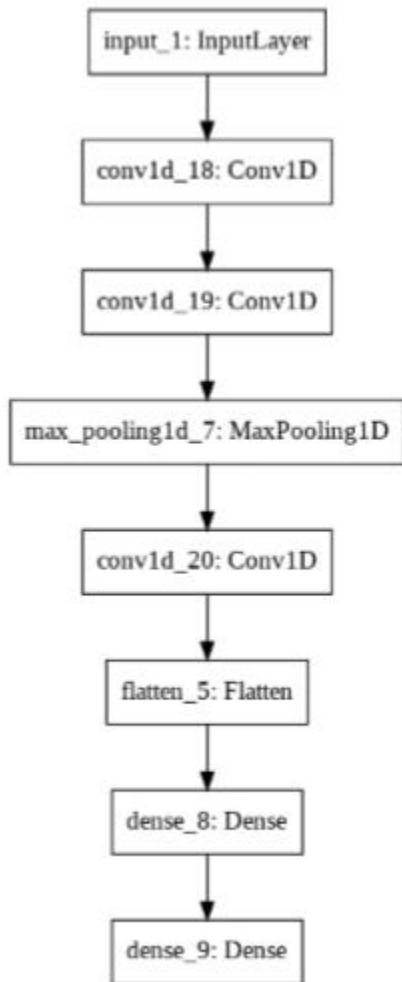 input_1: InputLayer
conv1d_18: Conv1D
conv1d_19: Conv1D
max_pooling1d_7: MaxPooling1D
conv1d_20: Conv1D
flatten_5: Flatten
dense_8: Dense
dense_9: Dense